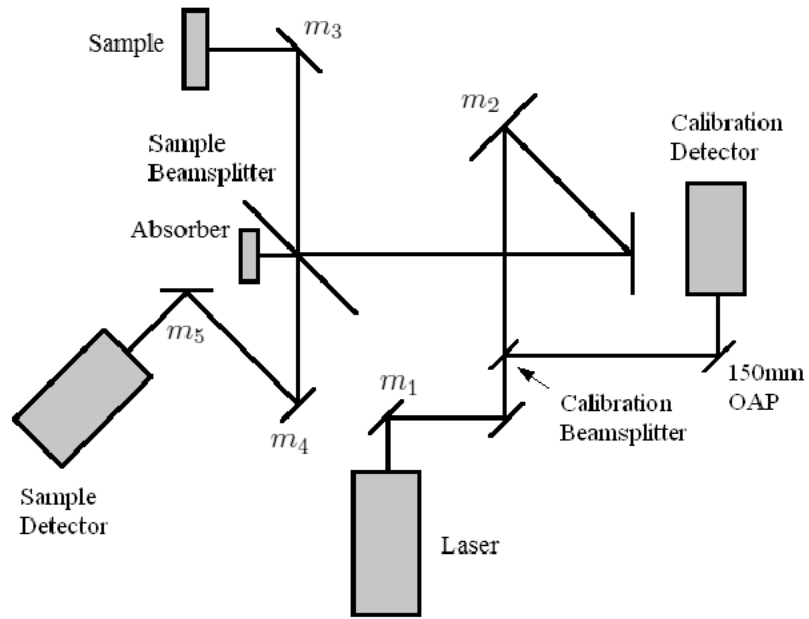 Sample
m3
m2
Calibration
Detector
Sample
Beamsplitter
Absorber
m5
m1
150mm
OAP
Calibration
Beamsplitter
m4
Sample
Detector
Laser